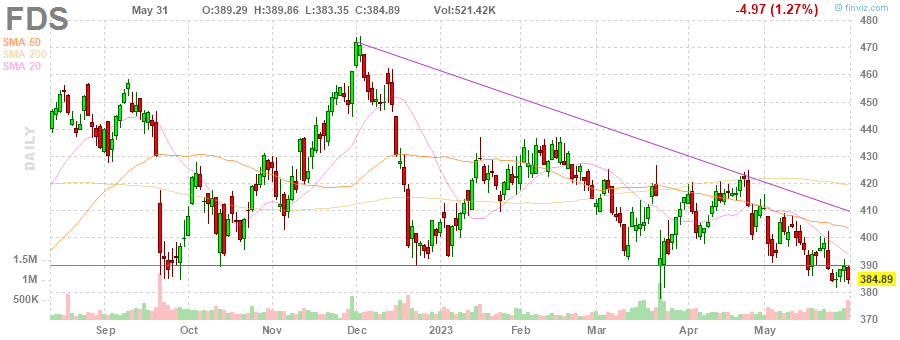 FDS May 31 O:389.29 H:389.86 L:383.35 C:384.89 Vol:521.42K -4.97 (1.27%) © finviz.com
SMA 50
SMA 200
SMA 20
DAILY
480
470
460
450
440
430
420
410
400
390
384.89
380
370
1.5M
1M
500K
Sep Oct Nov Dec 2023 Feb Mar Apr May